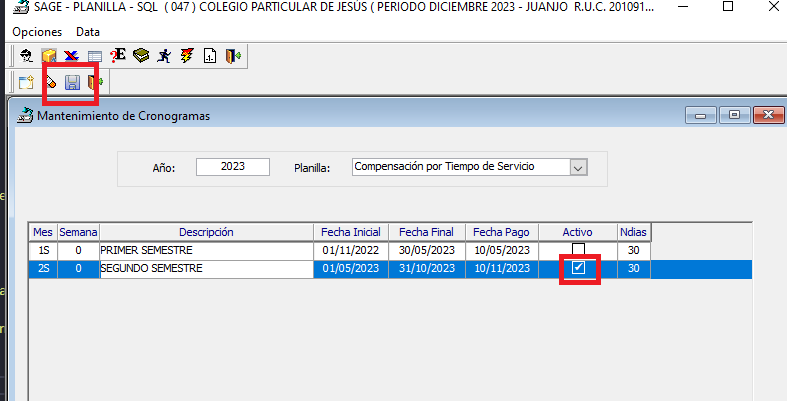 SAGE - PLANILLA - SQL ( 047 ) COLEGIO PARTICULAR DE JESÚS ( PERIODO DICIEMBRE 2023 - JUANJO R.U.C. 201091...
Opciones Data
Mantenimiento de Cronogramas
Año: 2023 Planilla: Compensación por Tiempo de Servicio
Mes Semana Descripción Fecha Inicial Fecha Final Fecha Pago Activo Ndias
1S 0 PRIMER SEMESTRE 01/11/2022 30/05/2023 10/05/2023 30
2S 0 SEGUNDO SEMESTRE 01/05/2023 31/10/2023 10/11/2023 30